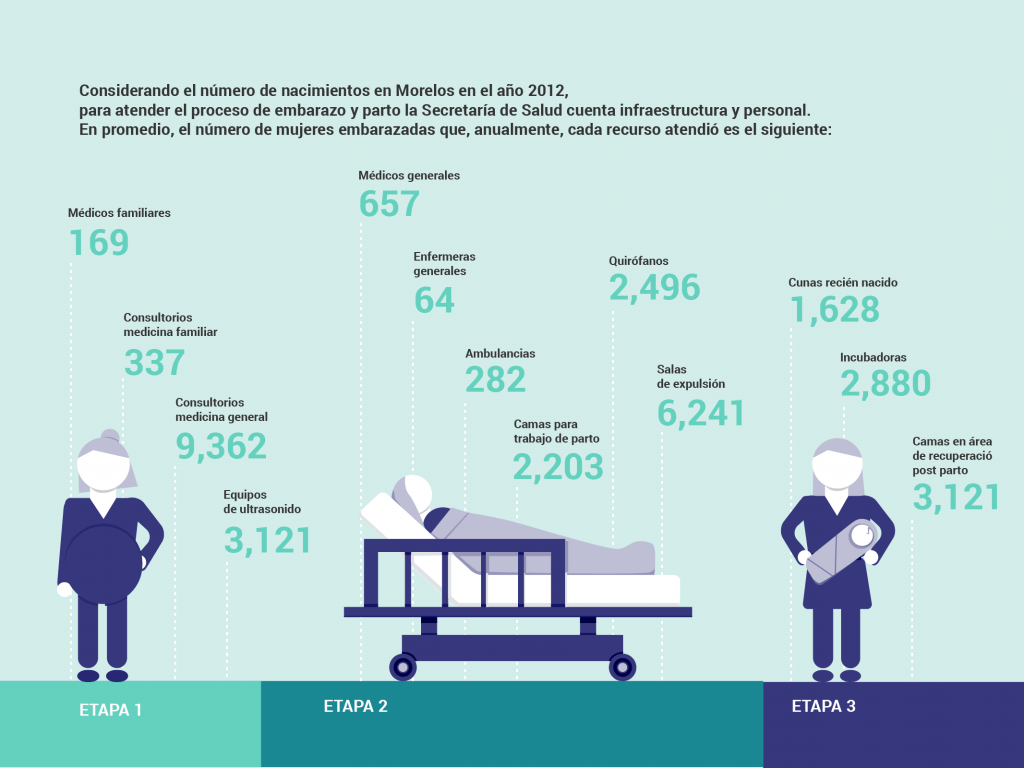 Considerando el número de nacimientos en Morelos en el año 2012,
para atender el proceso de embarazo y parto la Secretaría de Salud cuenta infraestructura y personal.
En promedio, el número de mujeres embarazadas que, anualmente, cada recurso atendió es el siguiente:
Médicos familiares
169
Consultorios
medicina familiar
337
Consultorios
medicina general
9,362
Equipos
de ultrasonido
3,121
Médicos generales
657
Enfermeras
generales
64
Ambulancias
282
Camas para
trabajo de parto
2,203
Quirófanos
2,496
Salas
de expulsión
6,241
Cunas recién nacido
1,628
Incubadoras
2,880
Camas en área
de recuperació
post parto
3,121
ETAPA 1
ETAPA 2
ETAPA 3